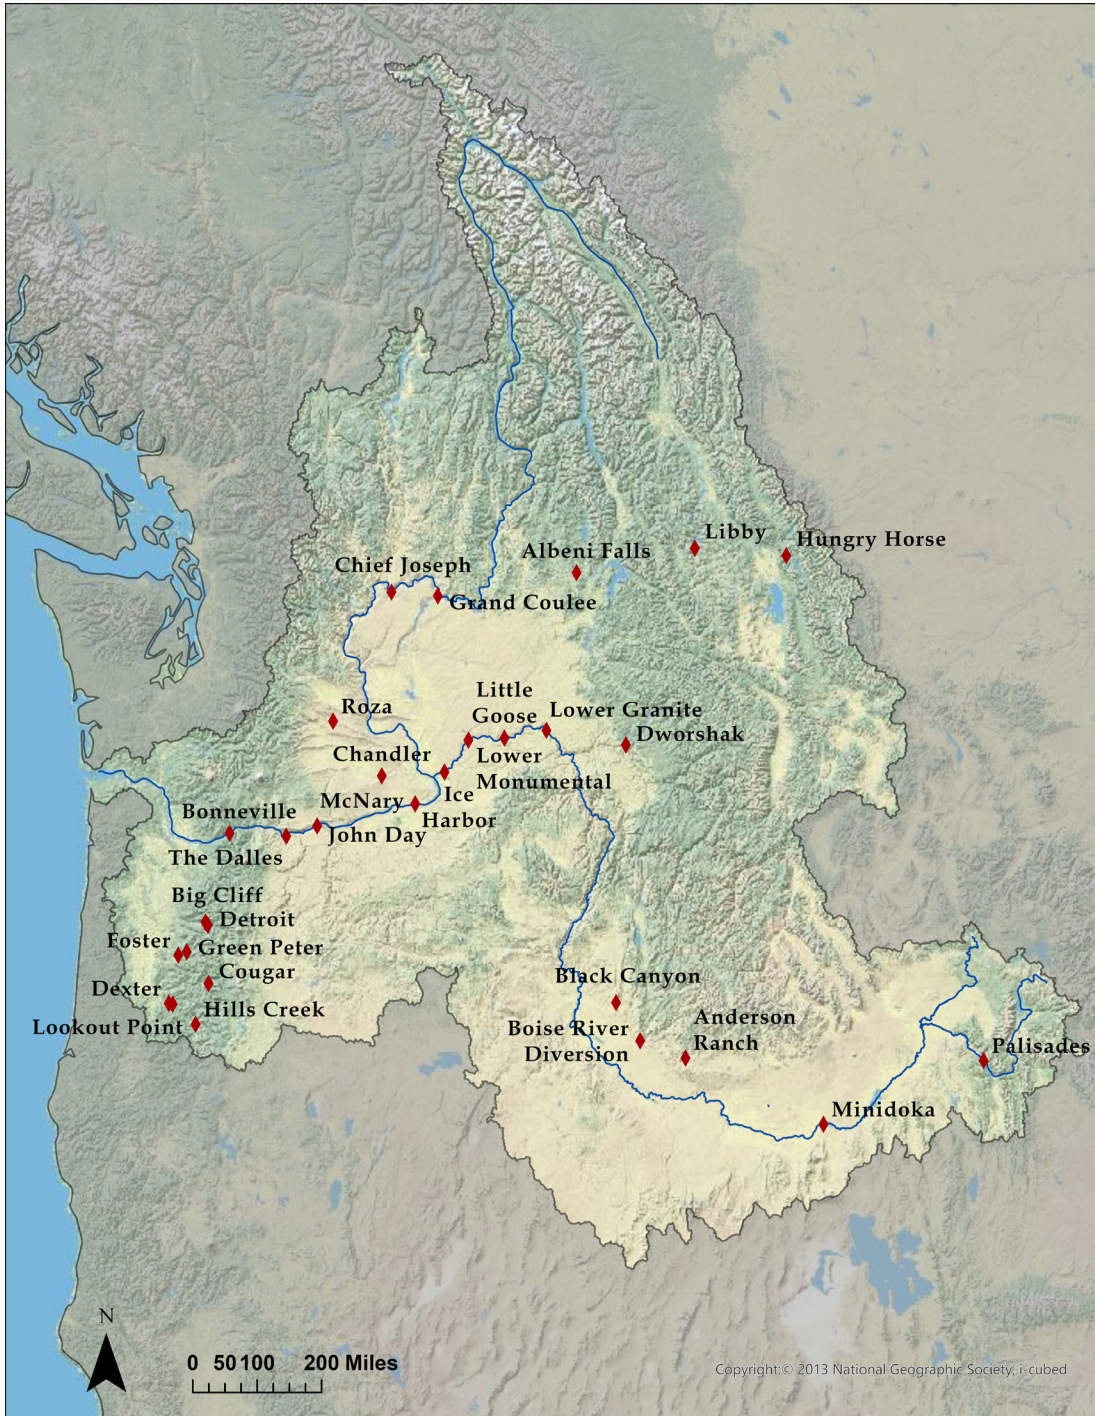 Libby
Hungry Horse
Albeni Falls
Chief Joseph
Grand Coulee
Little
Goose
Roza
Lower Granite
Dworshak
Chandler
Lower
Monumental
McNary
Ice
Harbor
Bonneville
John Day
The Dalles
Big Cliff
Detroit
Foster
Green Peter
Cougar
Black Canyon
Dexter
Hills Creek
Lookout Point
Boise River
Diversion
Anderson
Ranch
Palisades
Minidoka
N
0 50 100 200 Miles
Copyright:© 2013 National Geographic Society, i-cubed